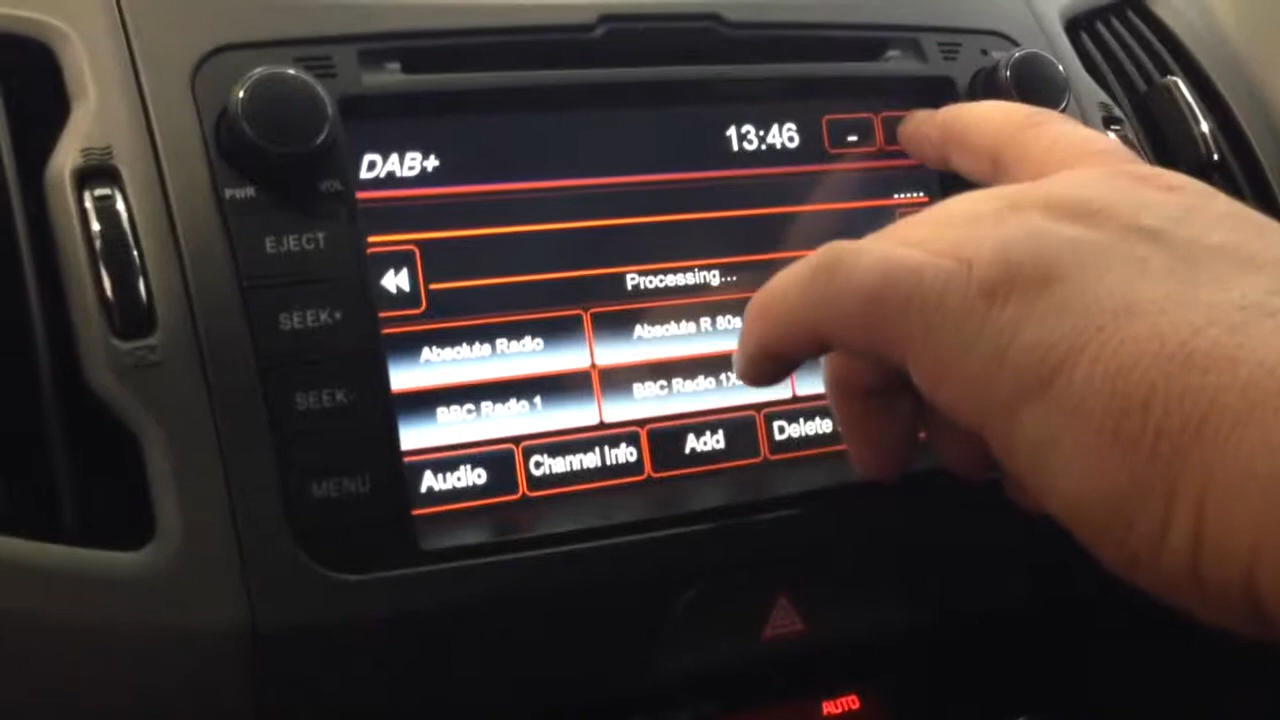 13:46 -
DAB+
PWR VOL
.....
EJECT
Processing...
SEEK+
Absolute Radio Absolute R 80s
SEEK-
BBC Radio 1 BBC Radio 1X
MENU
Audio Channel Info Add Delete
AUTO